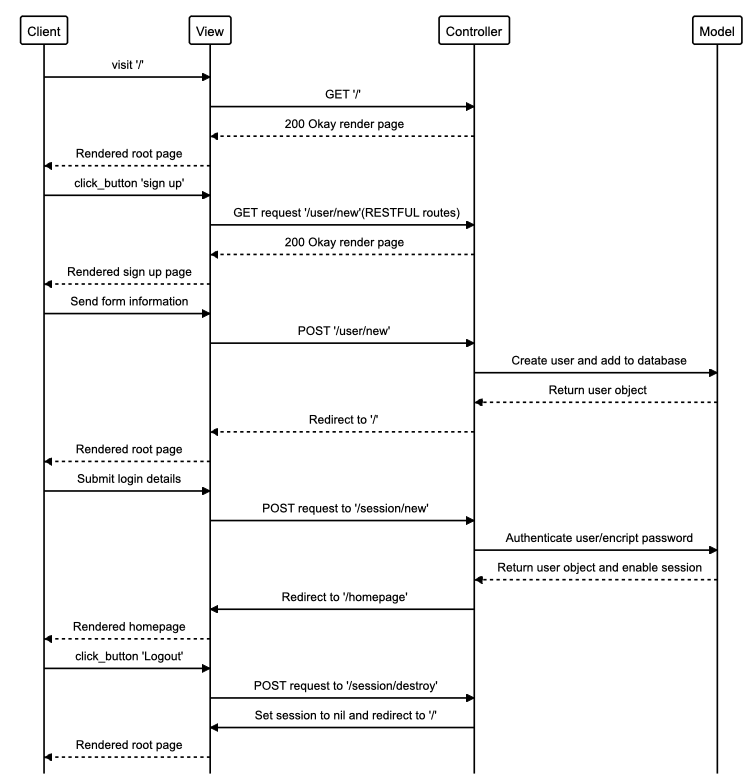 Client View Controller Model
visit '/'
GET '/'
200 Okay render page
Rendered root page
click_button 'sign up'
GET request '/user/new'(RESTFUL routes)
200 Okay render page
Rendered sign up page
Send form information
POST '/user/new'
Create user and add to database
Return user object
Redirect to '/'
Rendered root page
Submit login details
POST request to '/session/new'
Authenticate user/encript password
Return user object and enable session
Redirect to '/homepage'
Rendered homepage
click_button 'Logout'
POST request to '/session/destroy'
Set session to nil and redirect to '/'
Rendered root page